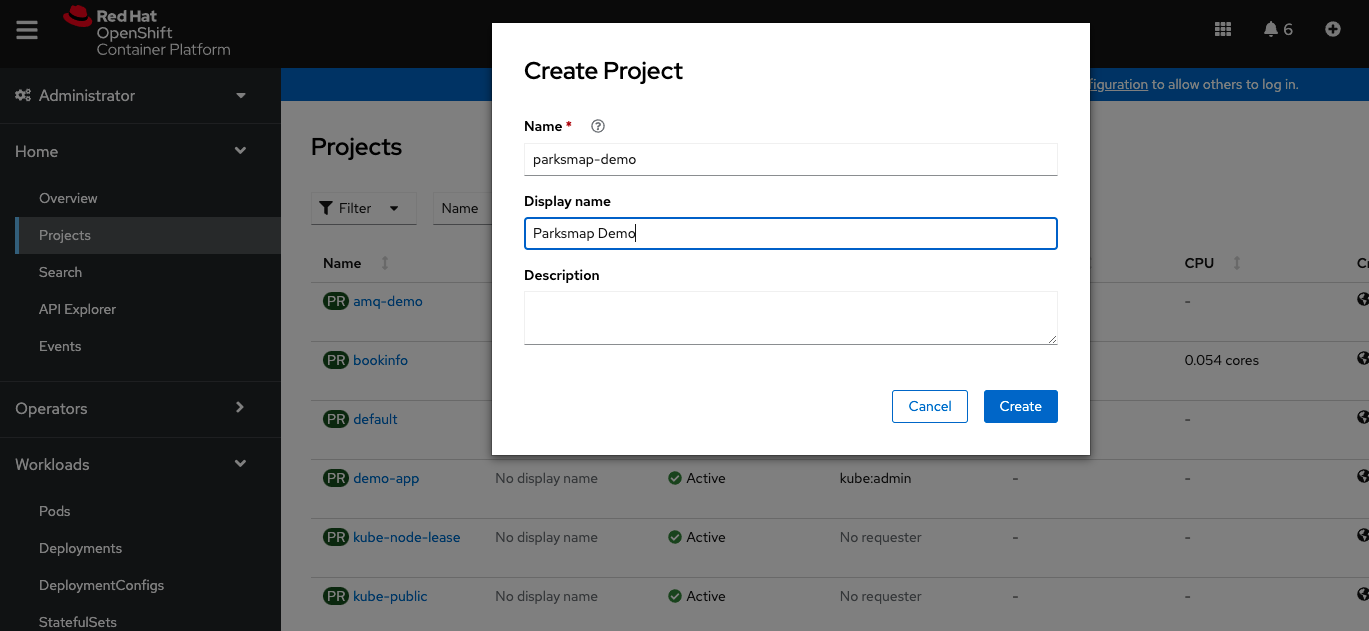 Red Hat
OpenShift
Container Platform
6
Administrator
figuration to allow others to log in.
Home
Overview
Projects
Search
API Explorer
Events
Operators
Workloads
Pods
Deployments
DeploymentConfigs
StatefulSets
Projects
Filter
Name
Name
CPU
PR amq-demo
-
PR bookinfo
0.054 cores
PR default
-
PR demo-app No display name Active kube:admin - -
PR kube-node-lease No display name Active No requester - -
PR kube-public No display name Active No requester - -
Create Project
Name *
parksmap-demo
Display name
Parksmap Demo
Description
Cancel Create